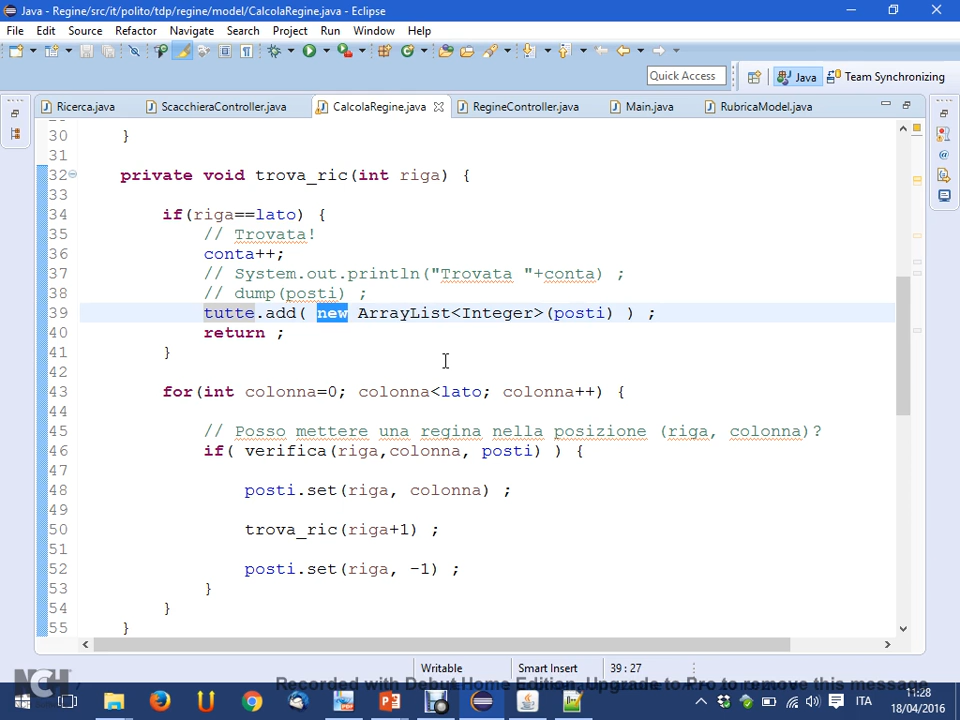 Java - Regine/src/it/polito/tdp/regine/model/CalcolaRegine.java - Eclipse
File Edit Source Refactor Navigate Search Project Run Window Help
Quick Access Java Team Synchronizing
Ricerca.java ScacchieraController.java CalcolaRegine.java RegineController.java Main.java RubricaModel.java
30 }
31
32 private void trova_ric(int riga) {
33
34 if(riga==lato) {
35 // Trovata!
36 conta++;
37 // System.out.println("Trovata "+conta) ;
38 // dump(posti) ;
39 tutte.add( new ArrayList<Integer>(posti) ) ;
40 return ;
41 }
42
43 for(int colonna=0; colonna<lato; colonna++) {
44
45 // Posso mettere una regina nella posizione (riga, colonna)?
46 if( verifica(riga,colonna, posti) ) {
47
48 posti.set(riga, colonna) ;
49
50 trova_ric(riga+1) ;
51
52 posti.set(riga, -1) ;
53 }
54 }
55 }
Writable Smart Insert 39 : 27
NCH
Recorded with Debut Home Edition. Upgrade to Pro to remove this message
ITA
11:28
18/04/2016